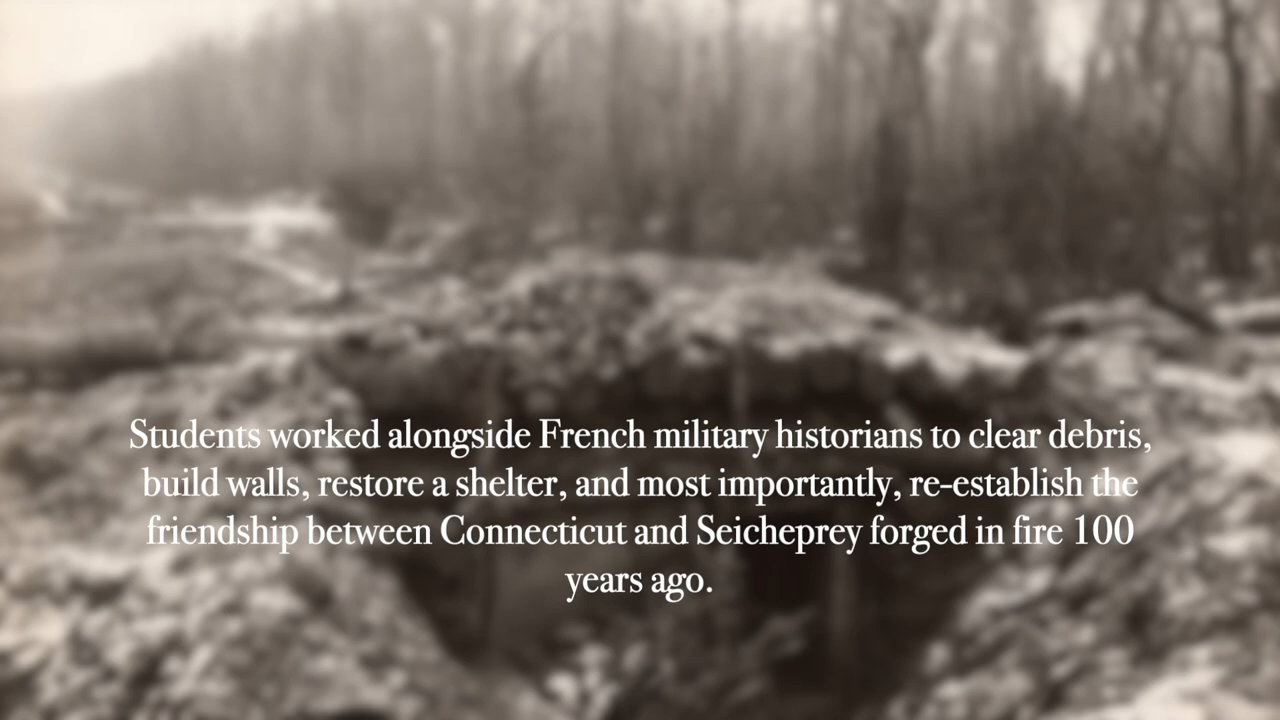 Students worked alongside French military historians to clear debris,
build walls, restore a shelter, and most importantly, re-establish the
friendship between Connecticut and Seicheprey forged in fire 100
years ago.